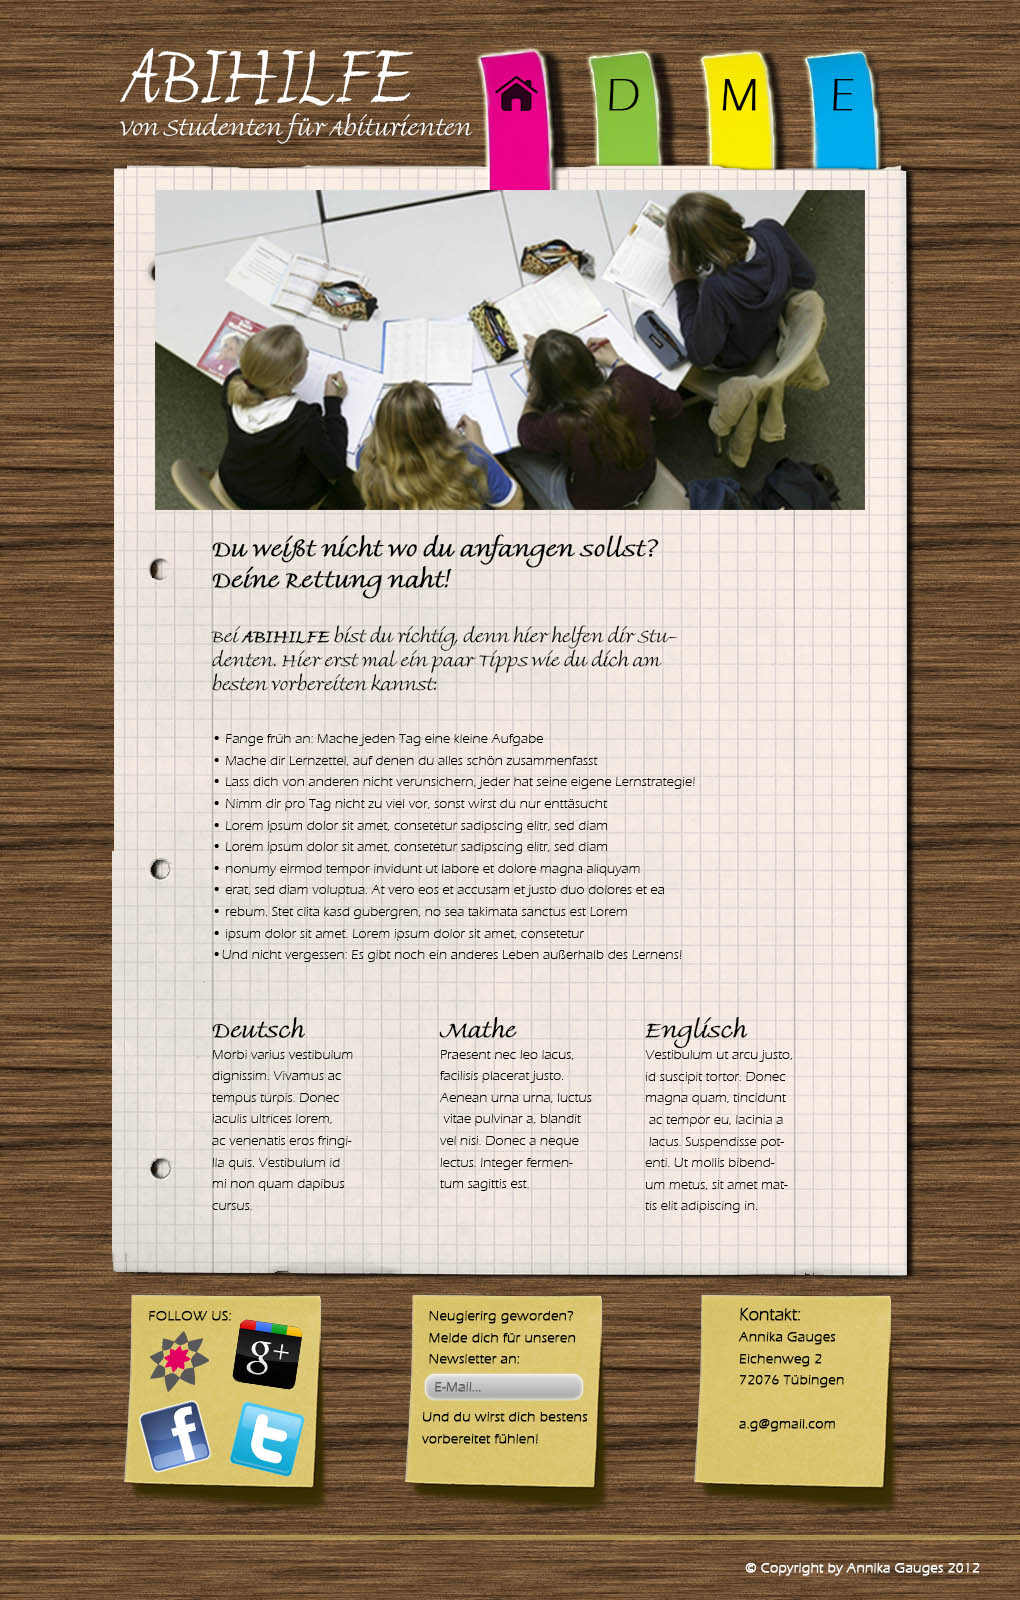 ABIHILFE
Von Studenten für Abiturienten
D M E
Du weißt nicht wo du anfangen sollst?
Deine Rettung naht!
Bei ABIHILFE bist du richtig, denn hier helfen dir Stu-
denten. Hier erst mal ein paar Tipps wie du dich am
besten vorbereiten kannst:
• Fange früh an: Mache jeden Tag eine kleine Aufgabe
• Mache dir Lernzettel, auf denen du alles schön zusammenfasst
• Lass dich von anderen nicht verunsichern, jeder hat seine eigene Lernstrategie!
• Nimm dir pro Tag nicht zu viel vor, sonst wirst du nur enttäsucht
• Lorem ipsum dolor sit amet, consetetur sadipscing elitr, sed diam
• Lorem ipsum dolor sit amet, consetetur sadipscing elitr, sed diam
• nonumy eirmod tempor invidunt ut labore et dolore magna aliquyam
• erat, sed diam voluptua. At vero eos et accusam et justo duo dolores et ea
• rebum. Stet clita kasd gubergren, no sea takimata sanctus est Lorem
• ipsum dolor sit amet. Lorem ipsum dolor sit amet, consetetur
• Und nicht vergessen: Es gibt noch ein anderes Leben außerhalb des Lernens!
Deutsch
Morbi varius vestibulum
dignissim. Vivamus ac
tempus turpis. Donec
iaculis ultrices lorem,
ac venenatis eros fringi-
lla quis. Vestibulum id
mi non quam dapibus
cursus.
Mathe
Praesent nec leo lacus,
facilisis placerat justo.
Aenean urna urna, luctus
vitae pulvinar a, blandit
vel nisi. Donec a neque
lectus. Integer fermen-
tum sagittis est.
Englisch
Vestibulum ut arcu justo,
id suscipit tortor. Donec
magna quam, tincidunt
ac tempor eu, lacinia a
lacus. Suspendisse pot-
enti. Ut mollis bibend-
um metus, sit amet mat-
tis elit adipiscing in.
FOLLOW US:
g+
f
t
Neugierirg geworden?
Melde dich für unseren
Newsletter an:
E-Mail...
Und du wirst dich bestens
vorbereitet fühlen!
Kontakt:
Annika Gauges
Eichenweg 2
72076 Tübingen
a.g@gmail.com
© Copyright by Annika Gauges 2012